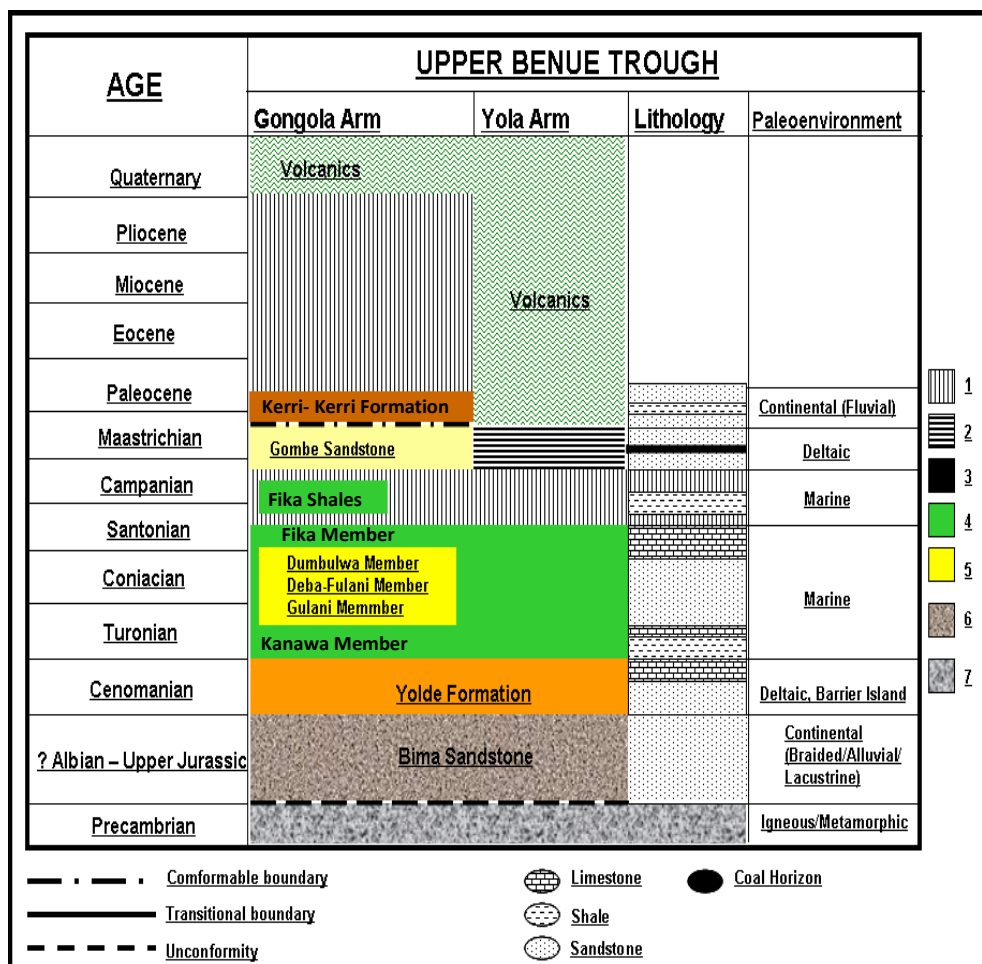 UPPER BENUE TROUGH
AGE
Gongola Arm
Yola Arm
Lithology
Paleoenvironment
Quaternary
Volcanics
Pliocene
Miocene
Volcanics
Eocene
Paleocene
Kerri- Kerri Formation
Continental (Fluvial)
Maastrichian
Gombe Sandstone
Deltaic
Campanian
Fika Shales
Marine
Santonian
Fika Member
Coniacian
Dumbulwa Member
Deba-Fulani Member
Gulani Memmber
Marine
Turonian
Kanawa Member
Cenomanian
Yolde Formation
Deltaic, Barrier Island
? Albian – Upper Jurassic
Bima Sandstone
Continental
(Braided/Alluvial/
Lacustrine)
Precambrian
Igneous/Metamorphic
1
2
3
4
5
6
7
Comformable boundary
Transitional boundary
Unconformity
Limestone
Shale
Sandstone
Coal Horizon